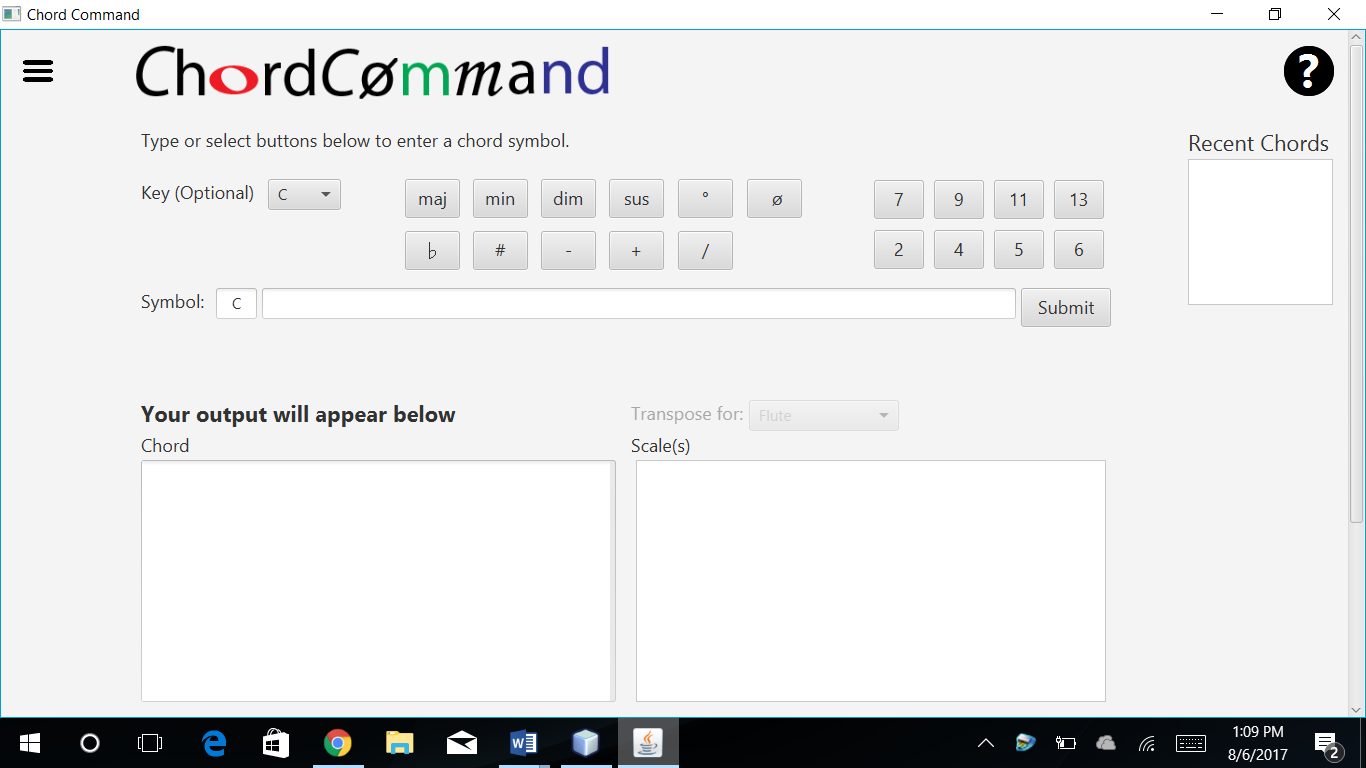 Chord Command
ChordCømmand
?
Type or select buttons below to enter a chord symbol.
Recent Chords
Key (Optional) C
maj min dim sus ° ø 7 9 11 13
♭ # - + / 2 4 5 6
Symbol: C Submit
Your output will appear below
Transpose for: Flute
Chord
Scale(s)
1:09 PM
8/6/2017
2